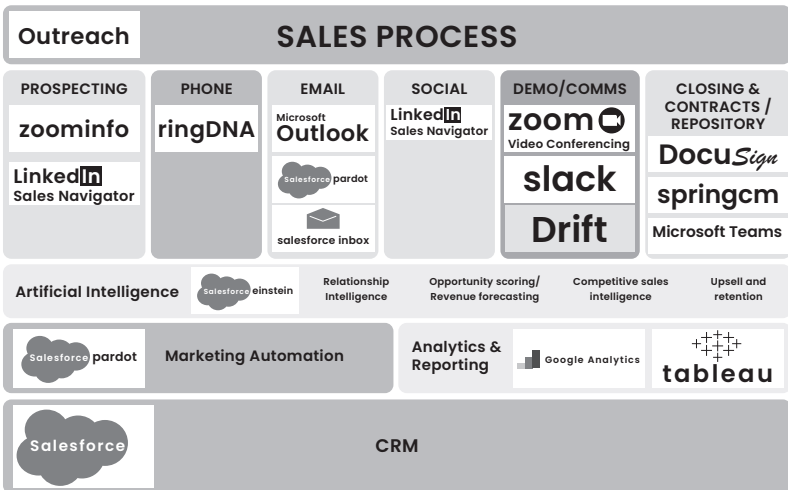 Outreach
SALES PROCESS
PROSPECTING
zoominfo
LinkedIn
Sales Navigator
PHONE
ringDNA
EMAIL
Microsoft
Outlook
Salesforce pardot
salesforce inbox
SOCIAL
LinkedIn
Sales Navigator
DEMO/COMMS
zoom
Video Conferencing
slack
Drift
CLOSING &
CONTRACTS /
REPOSITORY
DocuSign
springcm
Microsoft Teams
Artificial Intelligence
Salesforce einstein
Relationship
Intelligence
Opportunity scoring/
Revenue forecasting
Competitive sales
intelligence
Upsell and
retention
Salesforce pardot
Marketing Automation
Analytics &
Reporting
Google Analytics
tableau
Salesforce
CRM